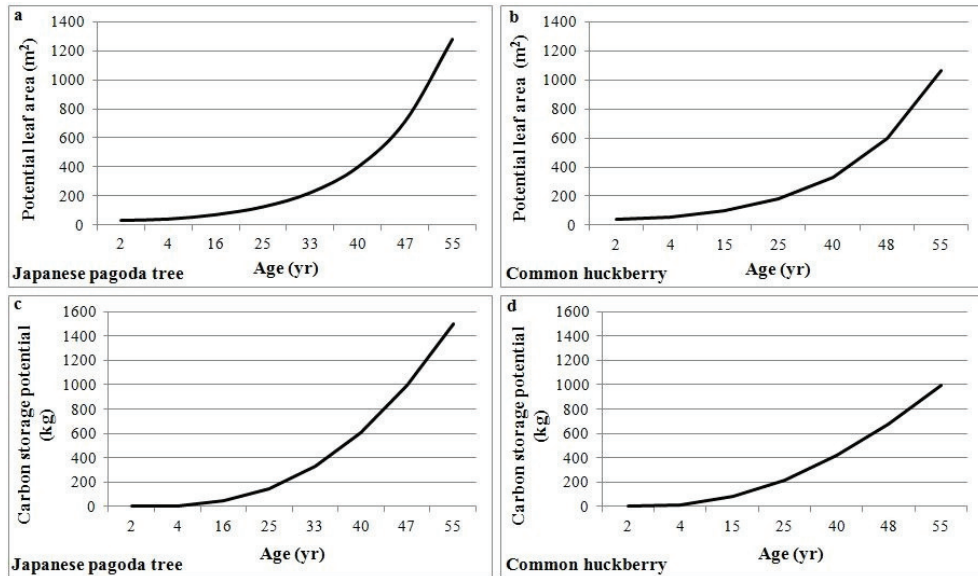 a
1400
1200
1000
800
600
400
200
0
Potential leaf area (m²)
2 4 16 25 33 40 47 55
Age (yr)
Japanese pagoda tree
b
1400
1200
1000
800
600
400
200
0
Potential leaf area (m²)
2 4 15 25 40 48 55
Age (yr)
Common huckberry
c
1600
1400
1200
1000
800
600
400
200
0
Carbon storage potential
(kg)
2 4 16 25 33 40 47 55
Age (yr)
Japanese pagoda tree
d
1600
1400
1200
1000
800
600
400
200
0
Carbon storage potential
(kg)
2 4 15 25 40 48 55
Age (yr)
Common huckberry